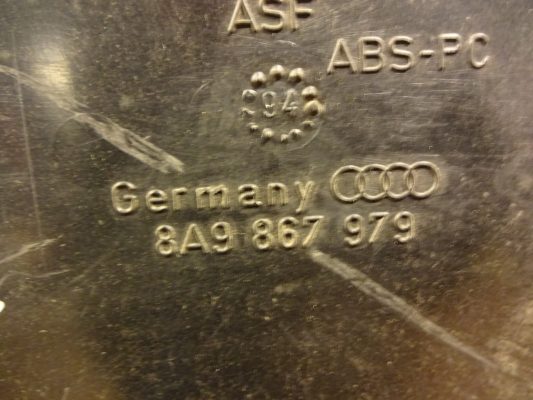 ASF
ABS-PC
94
Germany
8A9 867 979